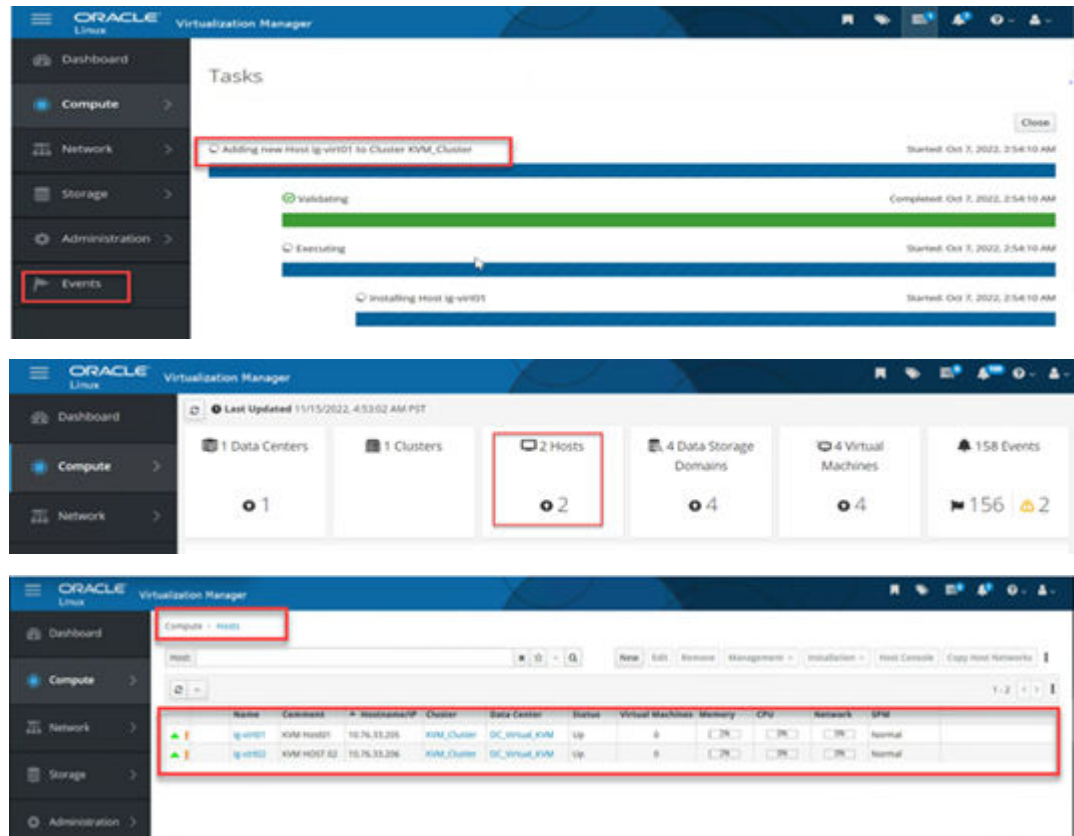 ORACLE Linux Virtualization Manager
Dashboard
Compute
Network
Storage
Administration
Events
Tasks
Close
Adding new Host ig-virt01 to Cluster KVM_Cluster Started: Oct 7, 2022, 2:54:10 AM
Validating Completed: Oct 7, 2022, 2:54:10 AM
Executing Started: Oct 7, 2022, 2:54:10 AM
Installing Host ig-virt01 Started: Oct 7, 2022, 2:54:10 AM
ORACLE Linux Virtualization Manager
Dashboard
Compute
Network
Last Updated 11/15/2022, 4:53:02 AM PST
1 Data Centers
1
1 Clusters
2 Hosts
2
4 Data Storage
Domains
4
4 Virtual
Machines
4
158 Events
156 2
ORACLE Linux Virtualization Manager
Dashboard
Compute
Network
Storage
Administration
Compute › Hosts
Host:
New Edit Remove Management Installation Host Console Copy Host Networks
1-2
Name Comment Hostname/IP Cluster Data Center Status Virtual Machines Memory CPU Network SPM
ig-virt01 KVM Host01 10.76.33.205 KVM_Cluster DC_Virtual_KVM Up 0 Normal
ig-virt02 KVM HOST 02 10.76.33.206 KVM_Cluster DC_Virtual_KVM Up 0 Normal